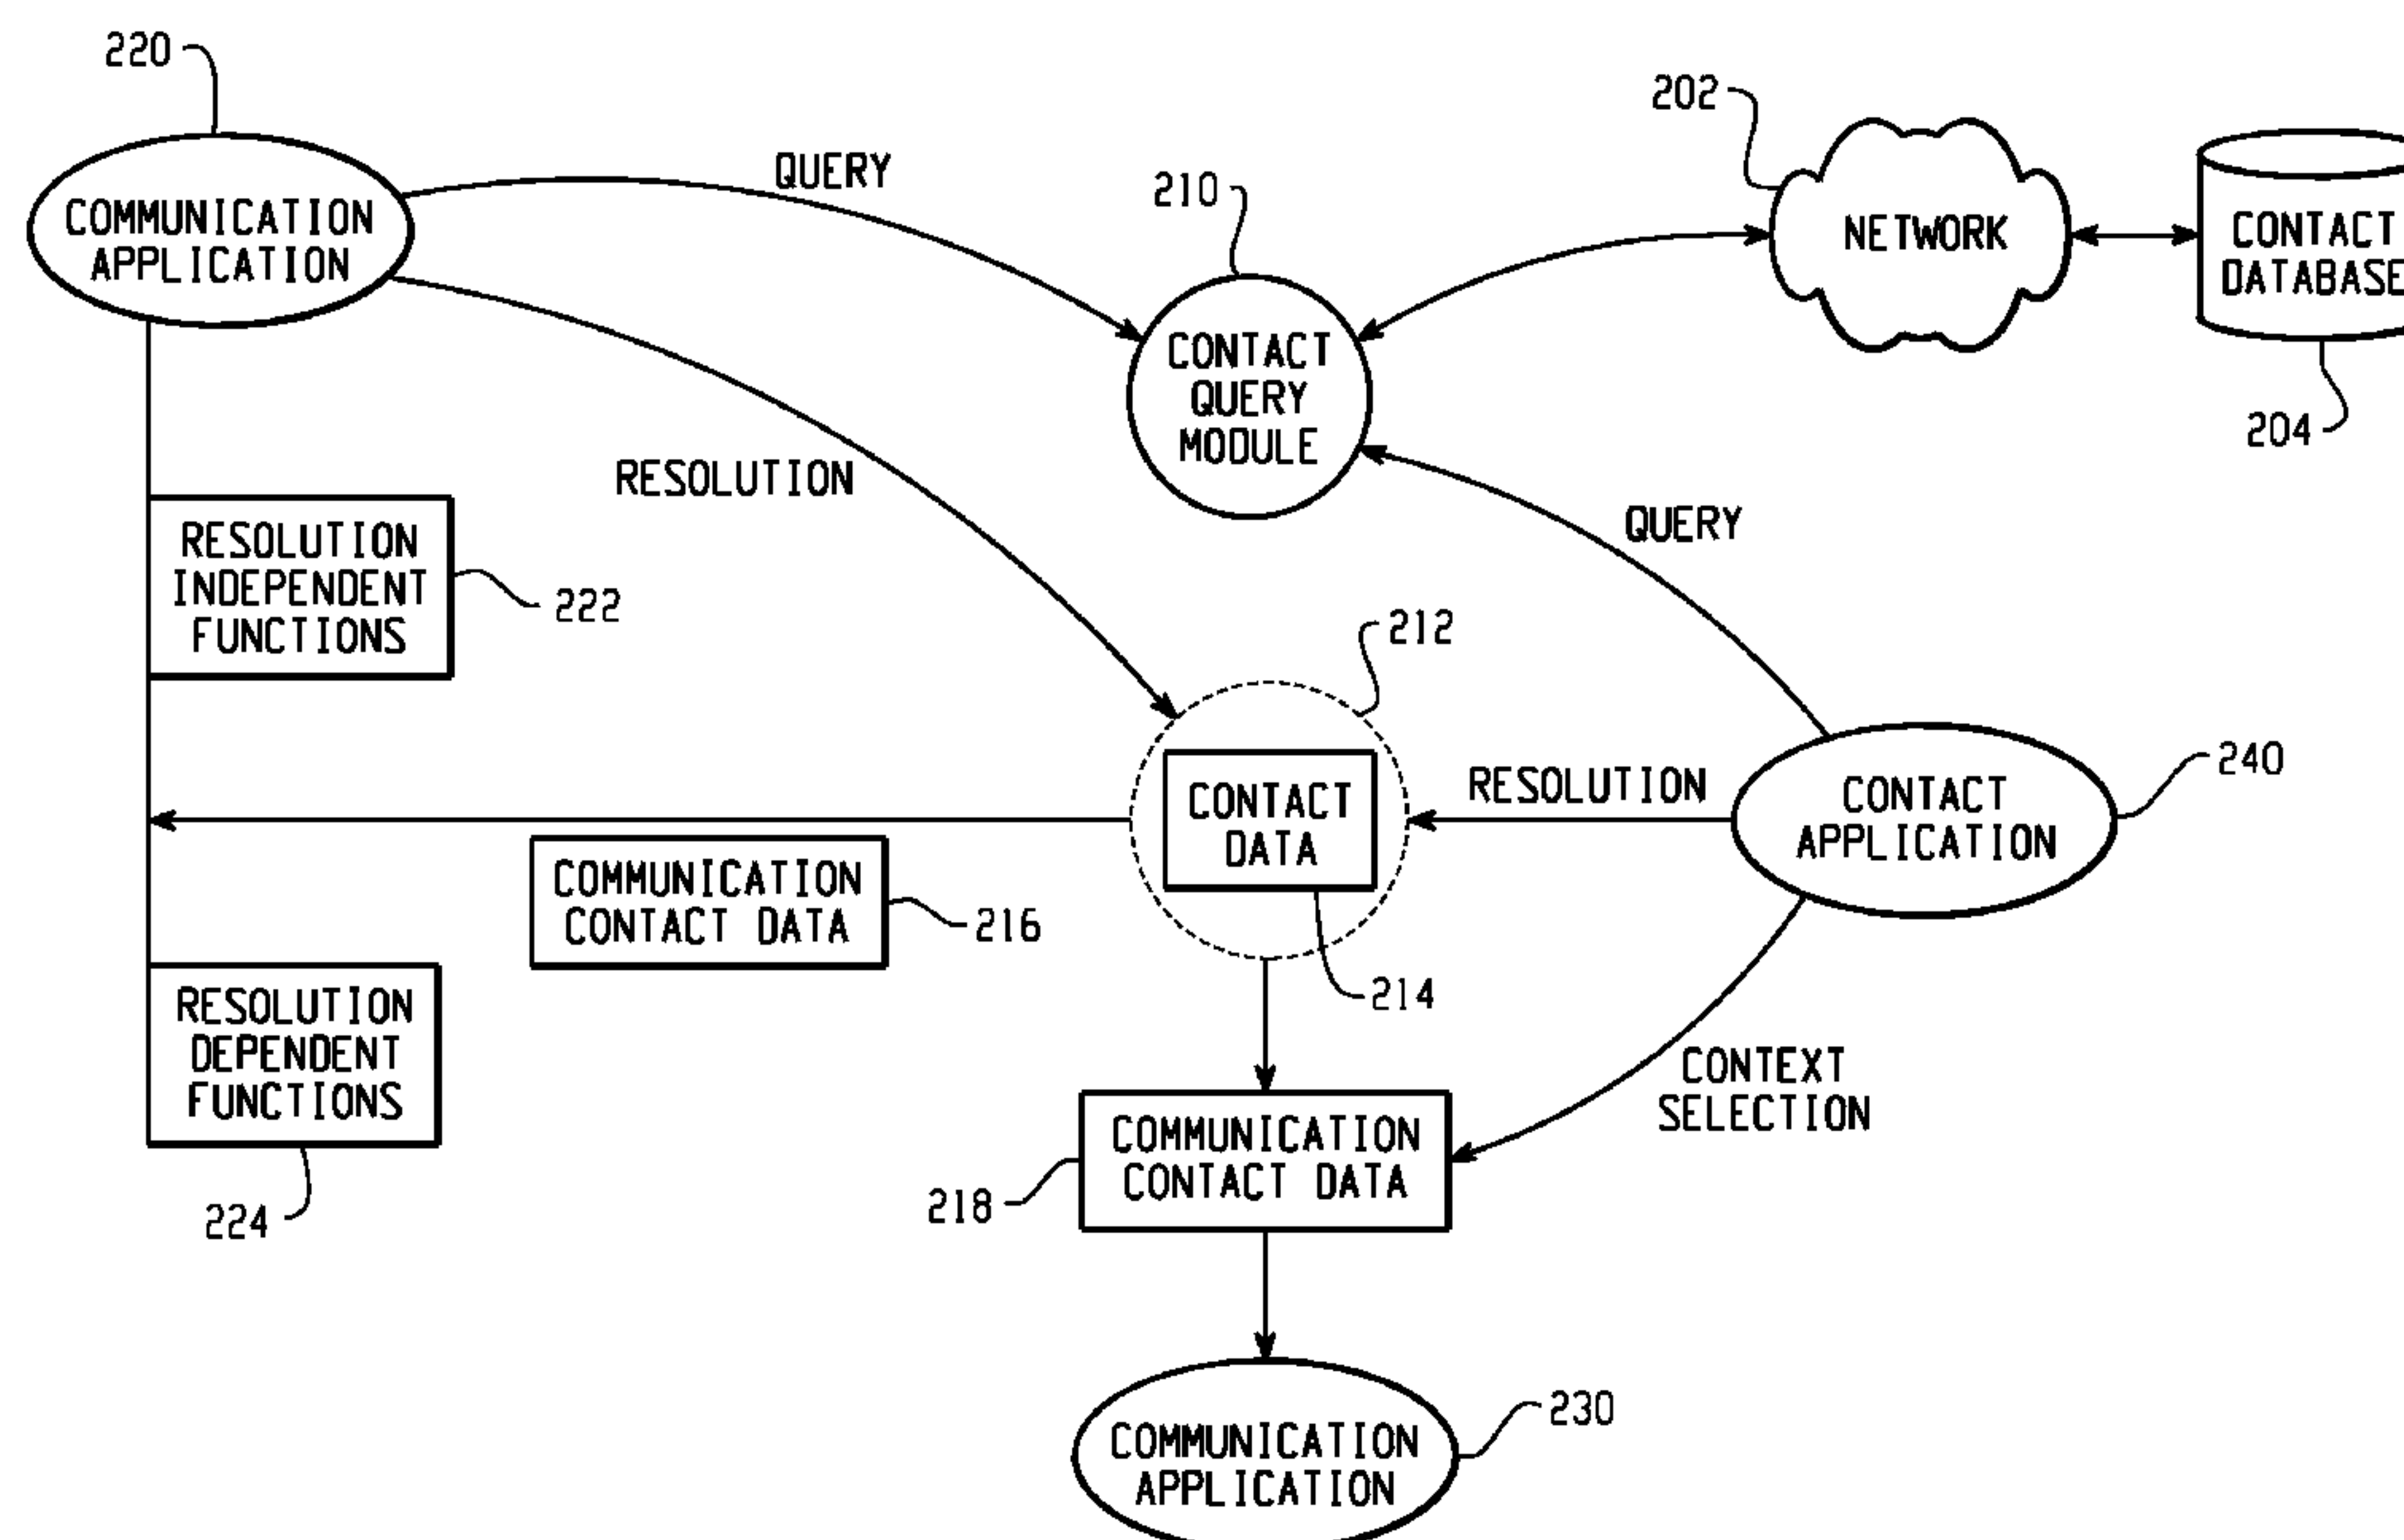 220
COMMUNICATION
APPLICATION
QUERY
210
CONTACT
QUERY
MODULE
202
NETWORK
CONTACT
DATABASE
204
RESOLUTION
QUERY
RESOLUTION
INDEPENDENT
FUNCTIONS
222
212
CONTACT
DATA
214
RESOLUTION
CONTACT
APPLICATION
240
COMMUNICATION
CONTACT DATA
216
RESOLUTION
DEPENDENT
FUNCTIONS
224
CONTEXT
SELECTION
COMMUNICATION
CONTACT DATA
218
COMMUNICATION
APPLICATION
230